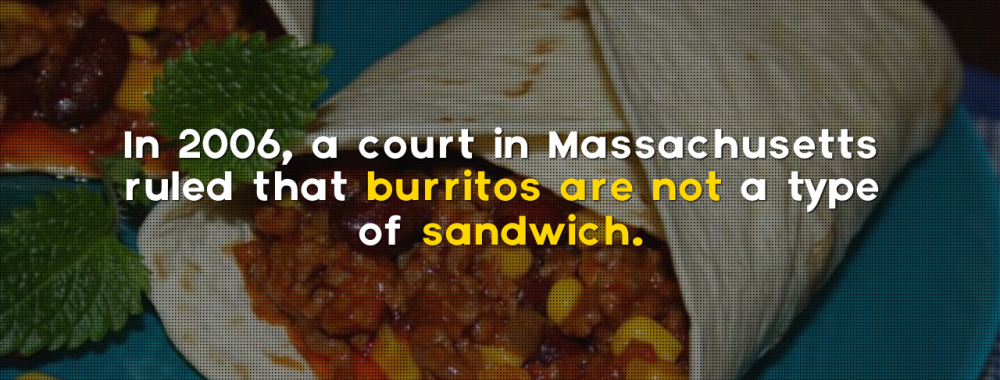 In 2006, a court in Massachusetts
ruled that burritos are not a type
of sandwich.